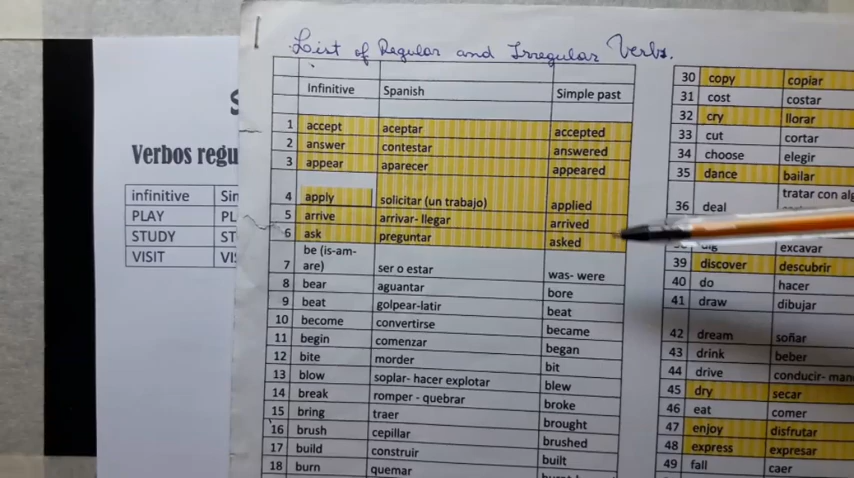 List of Regular and Irregular Verbs.
Infinitive Spanish Simple past
1 accept aceptar accepted
2 answer contestar answered
3 appear aparecer appeared
4 apply solicitar (un trabajo) applied
5 arrive arrivar- llegar arrived
6 ask preguntar asked
7 be (is-am-
are) ser o estar was- were
8 bear aguantar bore
9 beat golpear-latir beat
10 become convertirse became
11 begin comenzar began
12 bite morder bit
13 blow soplar- hacer explotar blew
14 break romper - quebrar broke
15 bring traer brought
16 brush cepillar brushed
17 build construir built
18 burn quemar
30 copy copiar
31 cost costar
32 cry llorar
33 cut cortar
34 choose elegir
35 dance bailar
36 deal tratar con
excavar
39 discover descubrir
40 do hacer
41 draw dibujar
42 dream soñar
43 drink beber
44 drive conducir-
45 dry secar
46 eat comer
47 enjoy disfrutar
48 express expresar
49 fall caer
Verbos
infinitive
PLAY
STUDY
VISIT